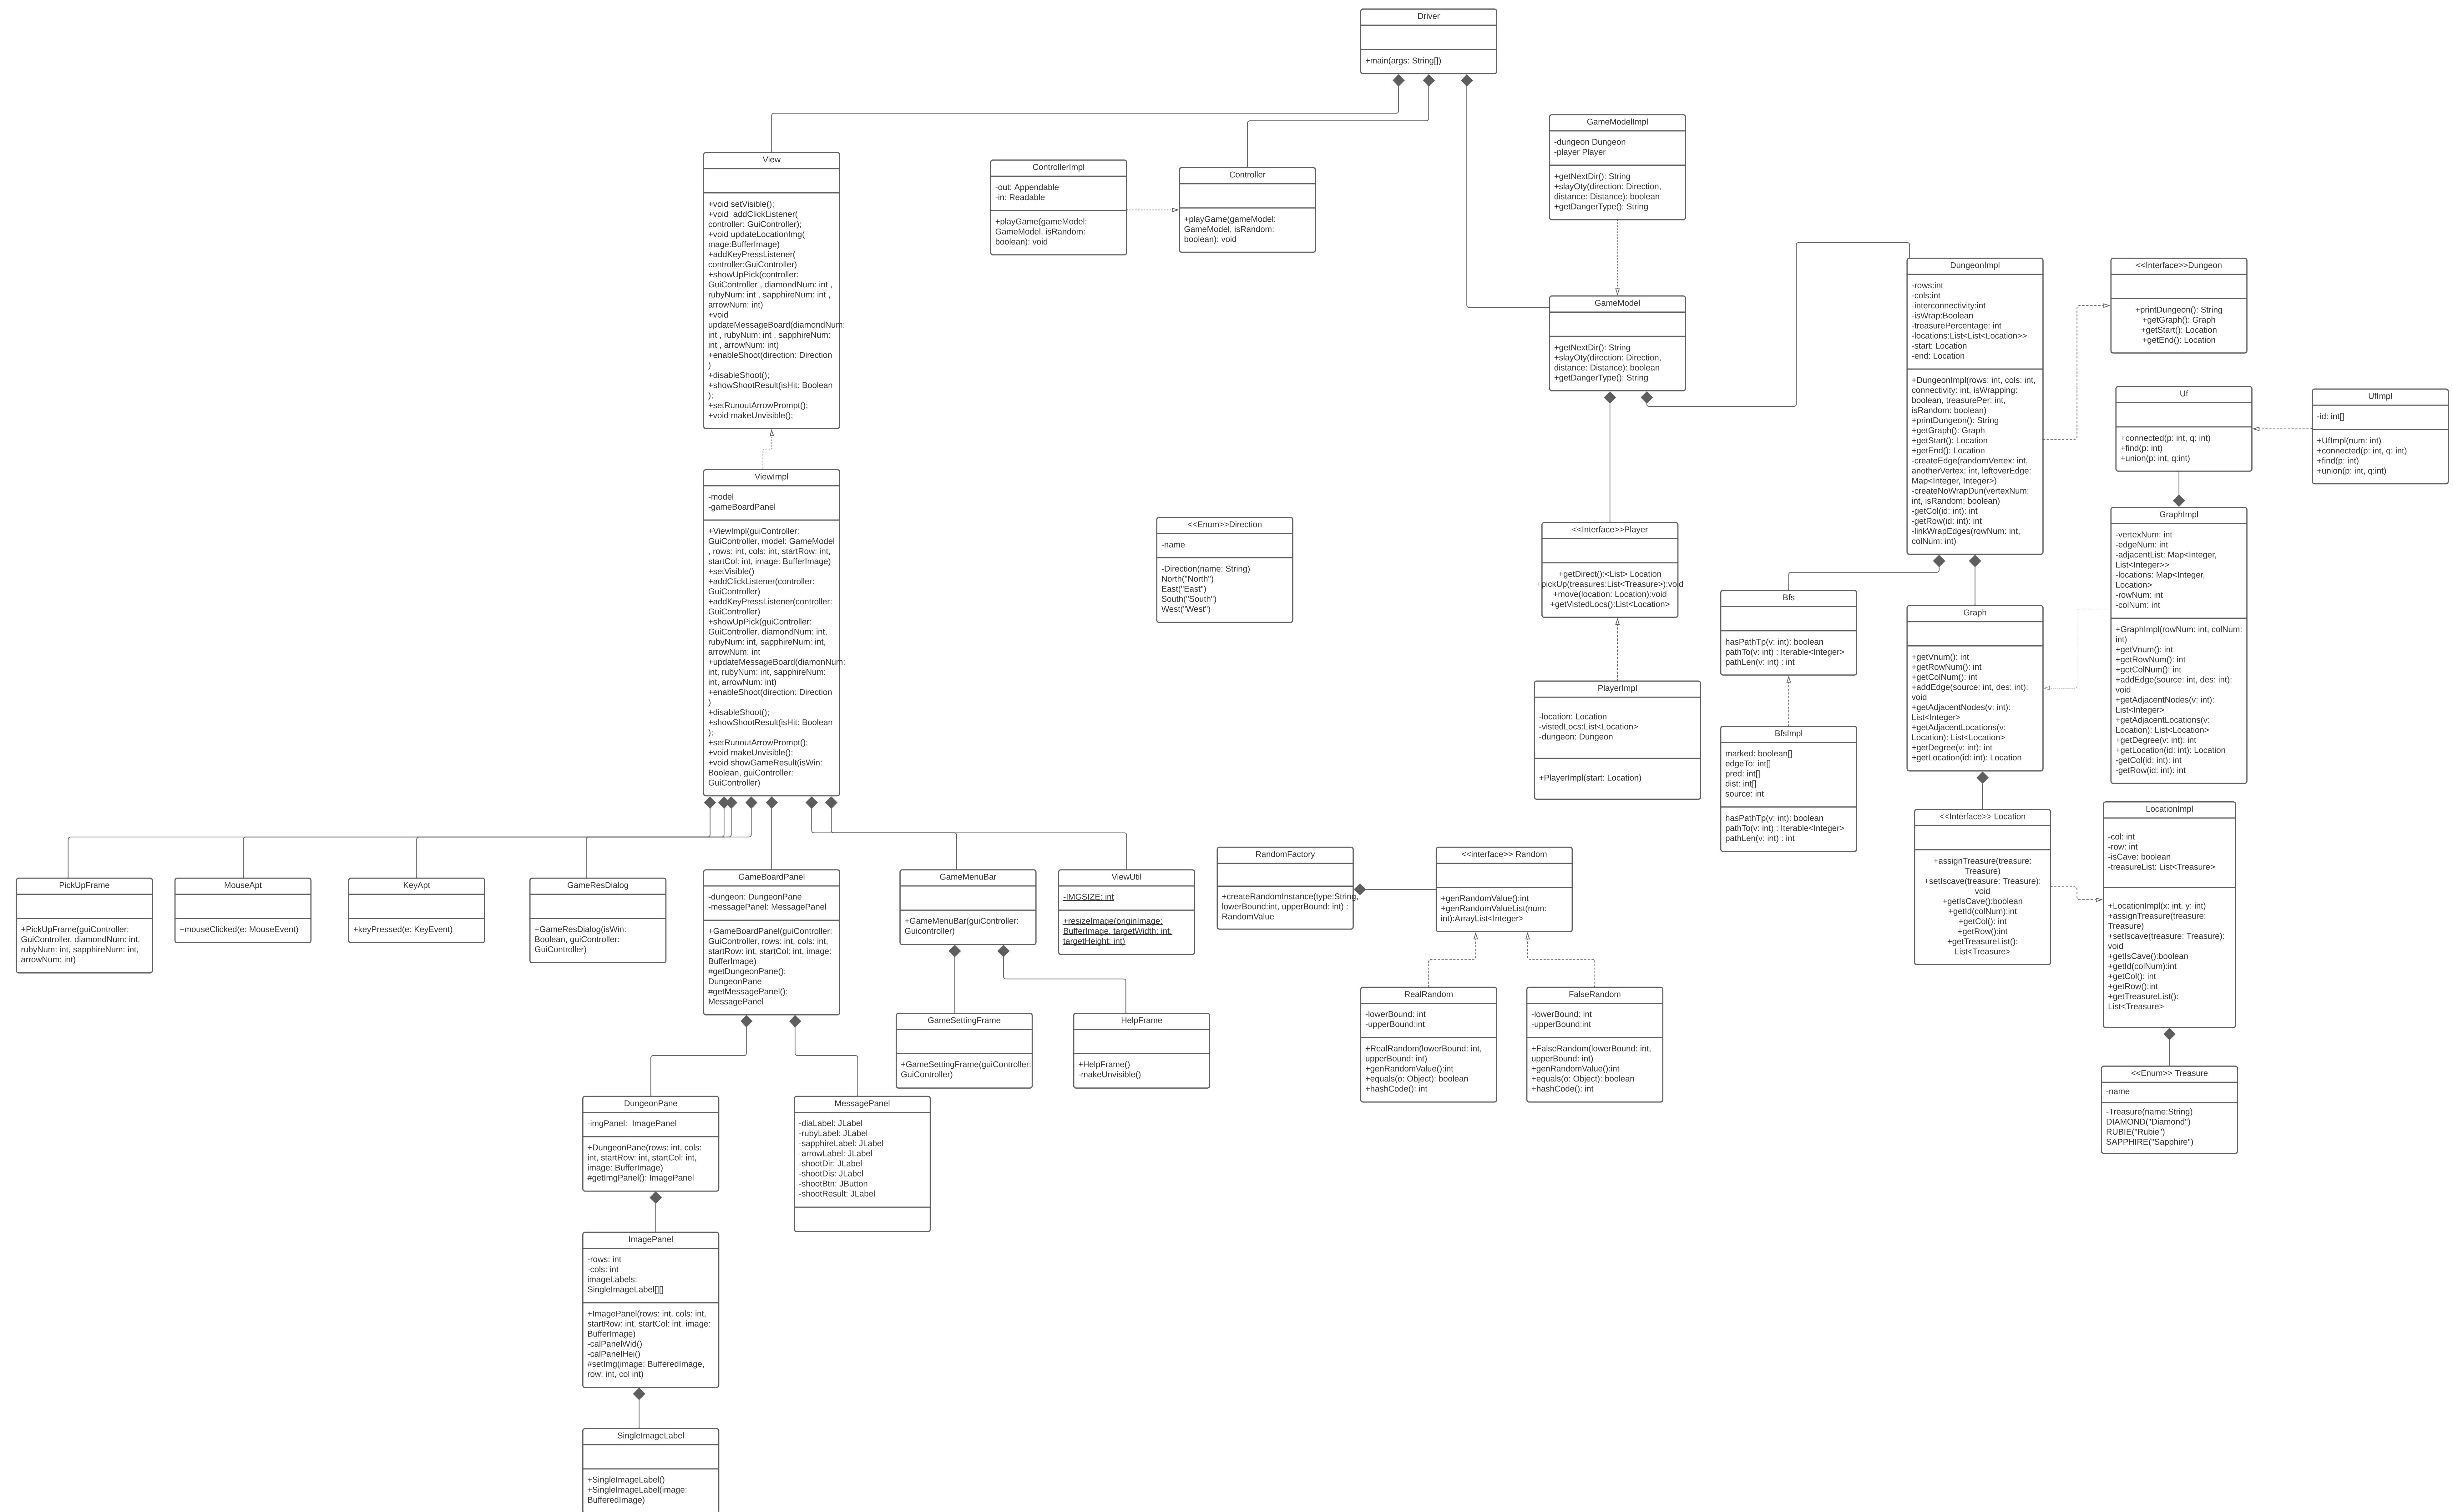 Driver
+main(args: String[])
View
+void setVisible();
+void  addClickListener(
controller: GuiController);
+void updateLocationImg(
mage:BufferImage)
+addKeyPressListener(
controller:GuiController)
+showUpPick(controller:
GuiController , diamondNum: int ,
rubyNum: int , sapphireNum: int ,
arrowNum: int)
+void
updateMessageBoard(diamondNum:
int , rubyNum: int , sapphireNum:
int , arrowNum: int)
+enableShoot(direction: Direction
)
+disableShoot();
+showShootResult(isHit: Boolean
);
+setRunoutArrowPrompt();
+void makeUnvisible();
ControllerImpl
-out: Appendable
-in: Readable
+playGame(gameModel:
GameModel, isRandom:
boolean): void
Controller
+playGame(gameModel:
GameModel, isRandom:
boolean): void
GameModelImpl
-dungeon Dungeon
-player Player
+getNextDir(): String
+slayOty(direction: Direction,
distance: Distance): boolean
+getDangerType(): String
GameModel
+getNextDir(): String
+slayOty(direction: Direction,
distance: Distance): boolean
+getDangerType(): String
DungeonImpl
-rows:int
-cols:int
-interconnectivity:int
-isWrap:Boolean
-treasurePercentage: int
-locations:List<List<Location>>
-start: Location
-end: Location
+DungeonImpl(rows: int, cols: int,
connectivity: int, isWrapping:
boolean, treasurePer: int,
isRandom: boolean)
+printDungeon(): String
+getGraph(): Graph
+getStart(): Location
+getEnd(): Location
-createEdge(randomVertex: int,
anotherVertex: int, leftoverEdge:
Map<Integer, Integer>)
-createNoWrapDun(vertexNum:
int, isRandom: boolean)
-getCol(id: int): int
-getRow(id: int): int
-linkWrapEdges(rowNum: int,
colNum: int)
<<Interface>>Dungeon
+printDungeon(): String
+getGraph(): Graph
+getStart(): Location
+getEnd(): Location
Uf
+connected(p: int, q: int)
+find(p: int)
+union(p: int, q:int)
UfImpl
-id: int[]
+UfImpl(num: int)
+connected(p: int, q: int)
+find(p: int)
+union(p: int, q:int)
ViewImpl
-model
-gameBoardPanel
+ViewImpl(guiController:
GuiController, model: GameModel
, rows: int, cols: int, startRow: int,
startCol: int, image: BufferImage)
+setVisible()
+addClickListener(controller:
GuiController)
+addKeyPressListener(controller:
GuiController)
+showUpPick(guiController:
GuiController, diamondNum: int,
rubyNum: int, sapphireNum: int,
arrowNum: int
+updateMessageBoard(diamonNum:
int, rubyNum: int, sapphireNum:
int, arrowNum: int)
+enableShoot(direction: Direction
)
+disableShoot();
+showShootResult(isHit: Boolean
);
+setRunoutArrowPrompt();
+void makeUnvisible();
+void showGameResult(isWin:
Boolean, guiController:
GuiController)
<<Enum>>Direction
-name
-Direction(name: String)
North("North")
East("East")
South("South")
West("West")
<<Interface>>Player
+getDirect():<List> Location
+pickUp(treasures:List<Treasure>):void
+move(location: Location):void
+getVistedLocs():List<Location>
PlayerImpl
-location: Location
-vistedLocs:List<Location>
-dungeon: Dungeon
+PlayerImpl(start: Location)
Bfs
hasPathTp(v: int): boolean
pathTo(v: int) : Iterable<Integer>
pathLen(v: int) : int
BfsImpl
marked: boolean[]
edgeTo: int[]
pred: int[]
dist: int[]
source: int
hasPathTp(v: int): boolean
pathTo(v: int) : Iterable<Integer>
pathLen(v: int) : int
Graph
+getVnum(): int
+getRowNum(): int
+getColNum(): int
+addEdge(source: int, des: int):
void
+getAdjacentNodes(v: int):
List<Integer>
+getAdjacentLocations(v:
Location): List<Location>
+getDegree(v: int): int
+getLocation(id: int): Location
GraphImpl
-vertexNum: int
-edgeNum: int
-adjacentList: Map<Integer,
List<Integer>>
-locations: Map<Integer,
Location>
-rowNum: int
-colNum: int
+GraphImpl(rowNum: int, colNum:
int)
+getVnum(): int
+getRowNum(): int
+getColNum(): int
+addEdge(source: int, des: int):
void
+getAdjacentNodes(v: int):
List<Integer>
+getAdjacentLocations(v:
Location): List<Location>
+getDegree(v: int): int
+getLocation(id: int): Location
-getCol(id: int): int
-getRow(id: int): int
<<Interface>> Location
+assignTreasure(treasure:
Treasure)
+setIscave(treasure: Treasure):
void
+getIsCave():boolean
+getId(colNum):int
+getCol(): int
+getRow():int
+getTreasureList():
List<Treasure>
LocationImpl
-col: int
-row: int
-isCave: boolean
-treasureList: List<Treasure>
+LocationImpl(x: int, y: int)
+assignTreasure(treasure:
Treasure)
+setIscave(treasure: Treasure):
void
+getIsCave():boolean
+getId(colNum):int
+getCol(): int
+getRow():int
+getTreasureList():
List<Treasure>
<<Enum>> Treasure
-name
-Treasure(name:String)
DIAMOND("Diamond")
RUBIE("Rubie")
SAPPHIRE("Sapphire")
PickUpFrame
+PickUpFrame(guiController:
GuiController, diamondNum: int,
rubyNum: int, sapphireNum: int,
arrowNum: int)
MouseApt
+mouseClicked(e: MouseEvent)
KeyApt
+keyPressed(e: KeyEvent)
GameResDialog
+GameResDialog(isWin:
Boolean, guiController:
GuiController)
GameBoardPanel
-dungeon: DungeonPane
-messagePanel: MessagePanel
+GameBoardPanel(guiController:
GuiController, rows: int, cols: int,
startRow: int, startCol: int, image:
BufferImage)
#getDungeonPane():
DungeonPane
#getMessagePanel():
MessagePanel
GameMenuBar
+GameMenuBar(guiController:
Guicontroller)
ViewUtil
-IMGSIZE: int
+resizeImage(originImage:
BufferImage, targetWidth: int,
targetHeight: int)
RandomFactory
+createRandomInstance(type:String,
lowerBound:int, upperBound: int) :
RandomValue
<<interface>> Random
+genRandomValue():int
+genRandomValueList(num:
int):ArrayList<Integer>
RealRandom
-lowerBound: int
-upperBound:int
+RealRandom(lowerBound: int,
upperBound: int)
+genRandomValue():int
+equals(o: Object): boolean
+hashCode(): int
FalseRandom
-lowerBound: int
-upperBound:int
+FalseRandom(lowerBound: int,
upperBound: int)
+genRandomValue():int
+equals(o: Object): boolean
+hashCode(): int
GameSettingFrame
+GameSettingFrame(guiController:
GuiController)
HelpFrame
+HelpFrame()
-makeUnvisible()
DungeonPane
-imgPanel:  ImagePanel
+DungeonPane(rows: int, cols:
int, startRow: int, startCol: int,
image: BufferImage)
#getImgPanel(): ImagePanel
MessagePanel
-diaLabel: JLabel
-rubyLabel: JLabel
-sapphireLabel: JLabel
-arrowLabel: JLabel
-shootDir: JLabel
-shootDis: JLabel
-shootBtn: JButton
-shootResult: JLabel
ImagePanel
-rows: int
-cols: int
imageLabels:
SingleImageLabel[][]
+ImagePanel(rows: int, cols: int,
startRow: int, startCol: int, image:
BufferImage)
-calPanelWid()
-calPanelHei()
#setImg(image: BufferedImage,
row: int, col int)
SingleImageLabel
+SingleImageLabel()
+SingleImageLabel(image:
BufferedImage)